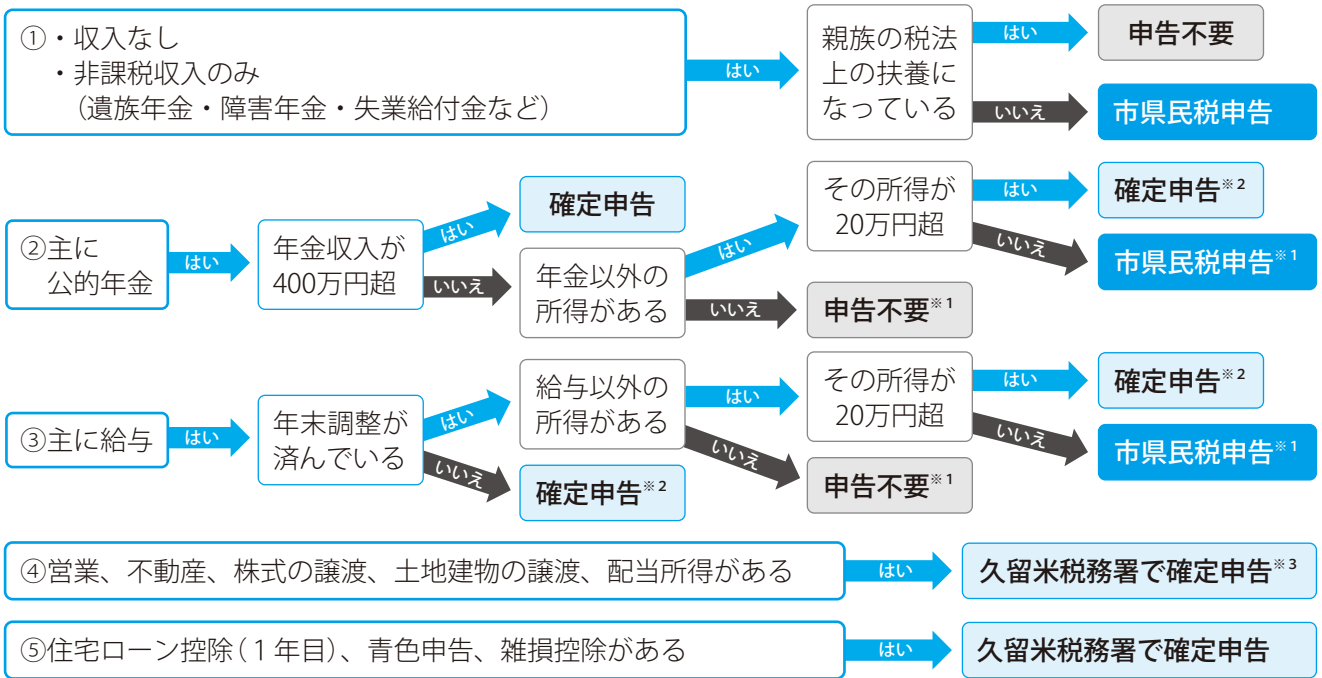 ①・収入なし
・非課税収入のみ
（遺族年金・障害年金・失業給付金など）
はい
親族の税法
上の扶養に
なっている
はい
申告不要
いいえ
市県民税申告
②主に
公的年金
はい
年金収入が
400万円超
はい
確定申告
いいえ
年金以外の
所得がある
はい
その所得が
20万円超
はい
確定申告※2
いいえ
市県民税申告※1
いいえ
申告不要※1
③主に給与
はい
年末調整が
済んでいる
はい
給与以外の
所得がある
はい
その所得が
20万円超
はい
確定申告※2
いいえ
市県民税申告※1
いいえ
申告不要※1
いいえ
確定申告※2
④営業、不動産、株式の譲渡、土地建物の譲渡、配当所得がある
はい
久留米税務署で確定申告※3
⑤住宅ローン控除（1年目）、青色申告、雑損控除がある
はい
久留米税務署で確定申告